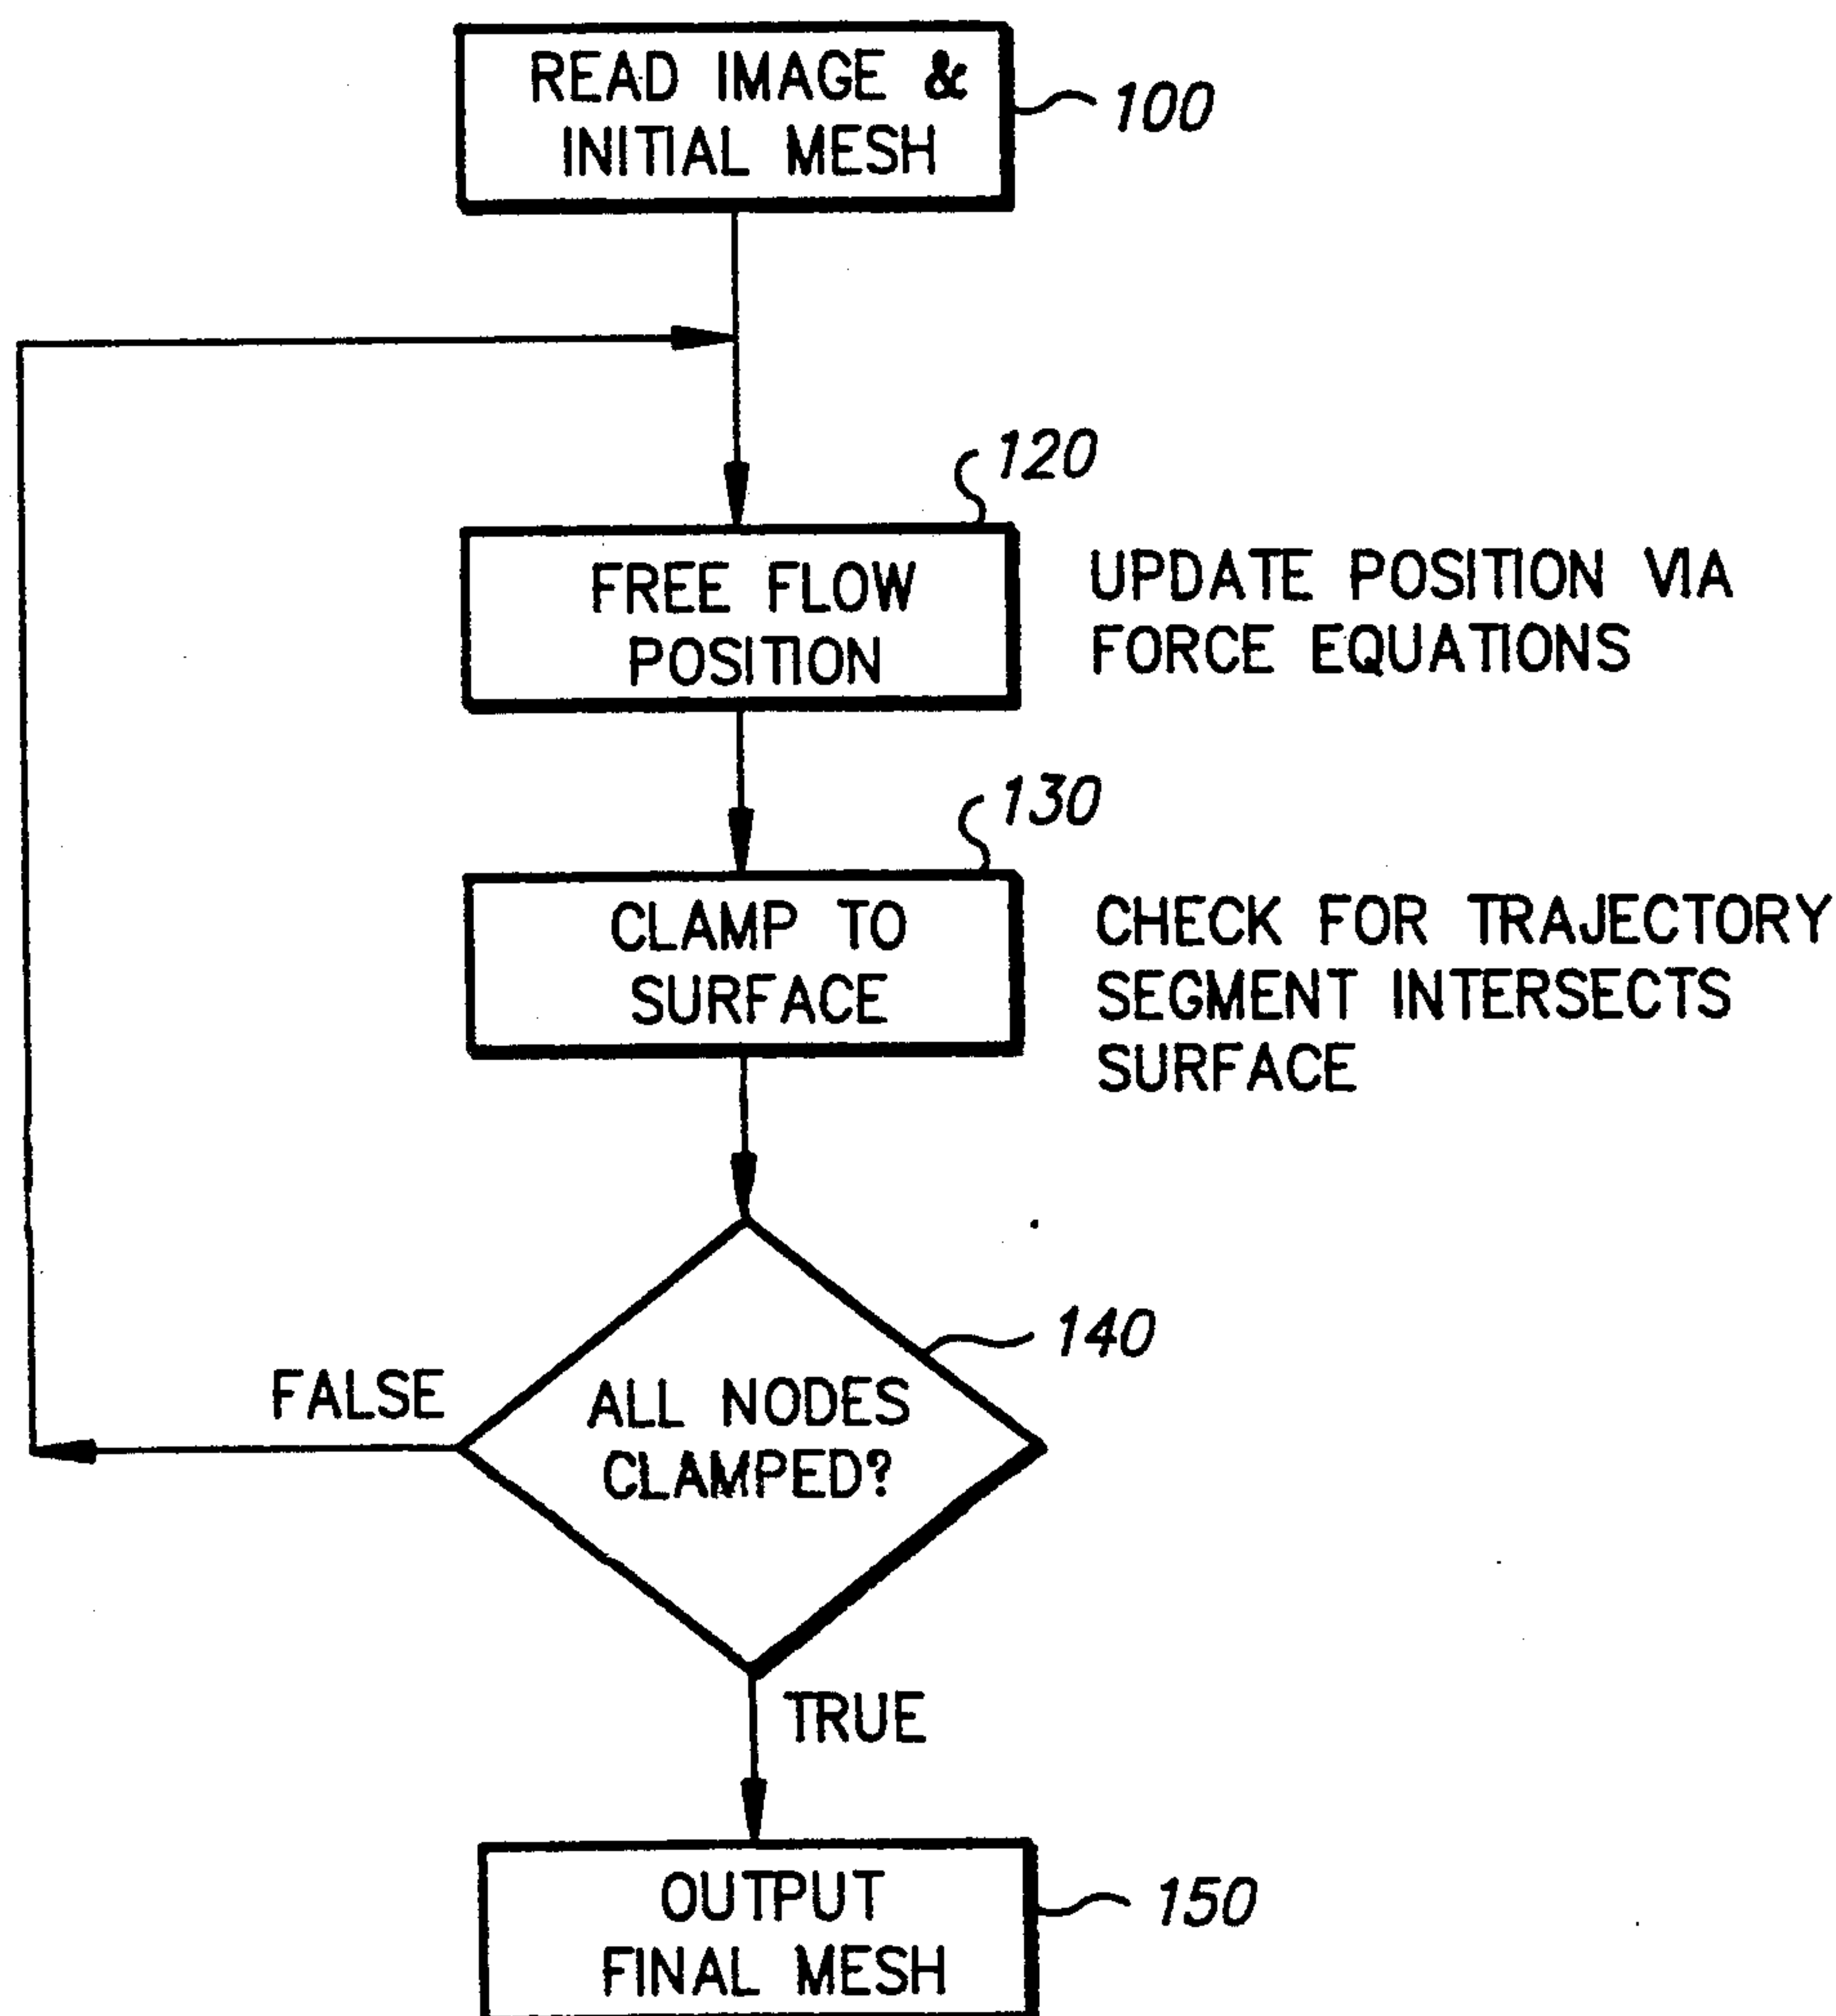 READ IMAGE &
INITIAL MESH
100
120
FREE FLOW
POSITION
UPDATE POSITION VIA
FORCE EQUATIONS
130
CLAMP TO
SURFACE
CHECK FOR TRAJECTORY
SEGMENT INTERSECTS
SURFACE
140
ALL NODES
CLAMPED?
FALSE
TRUE
OUTPUT
FINAL MESH
150